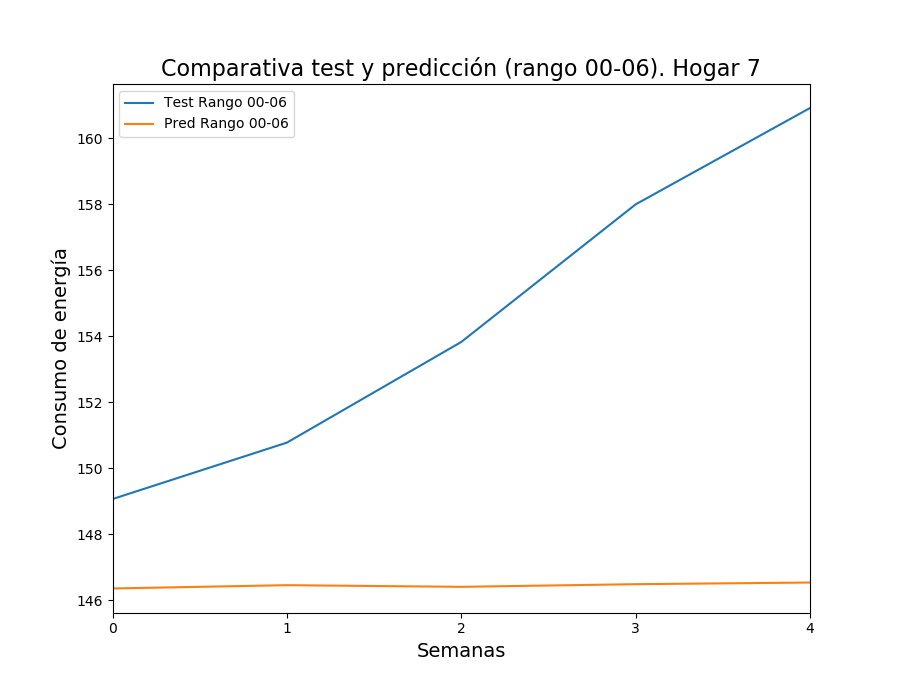 Comparativa test y predicción (rango 00-06). Hogar 7
Test Rango 00-06
Pred Rango 00-06
Consumo de energía
160
158
156
154
152
150
148
146
0 1 2 3 4
Semanas